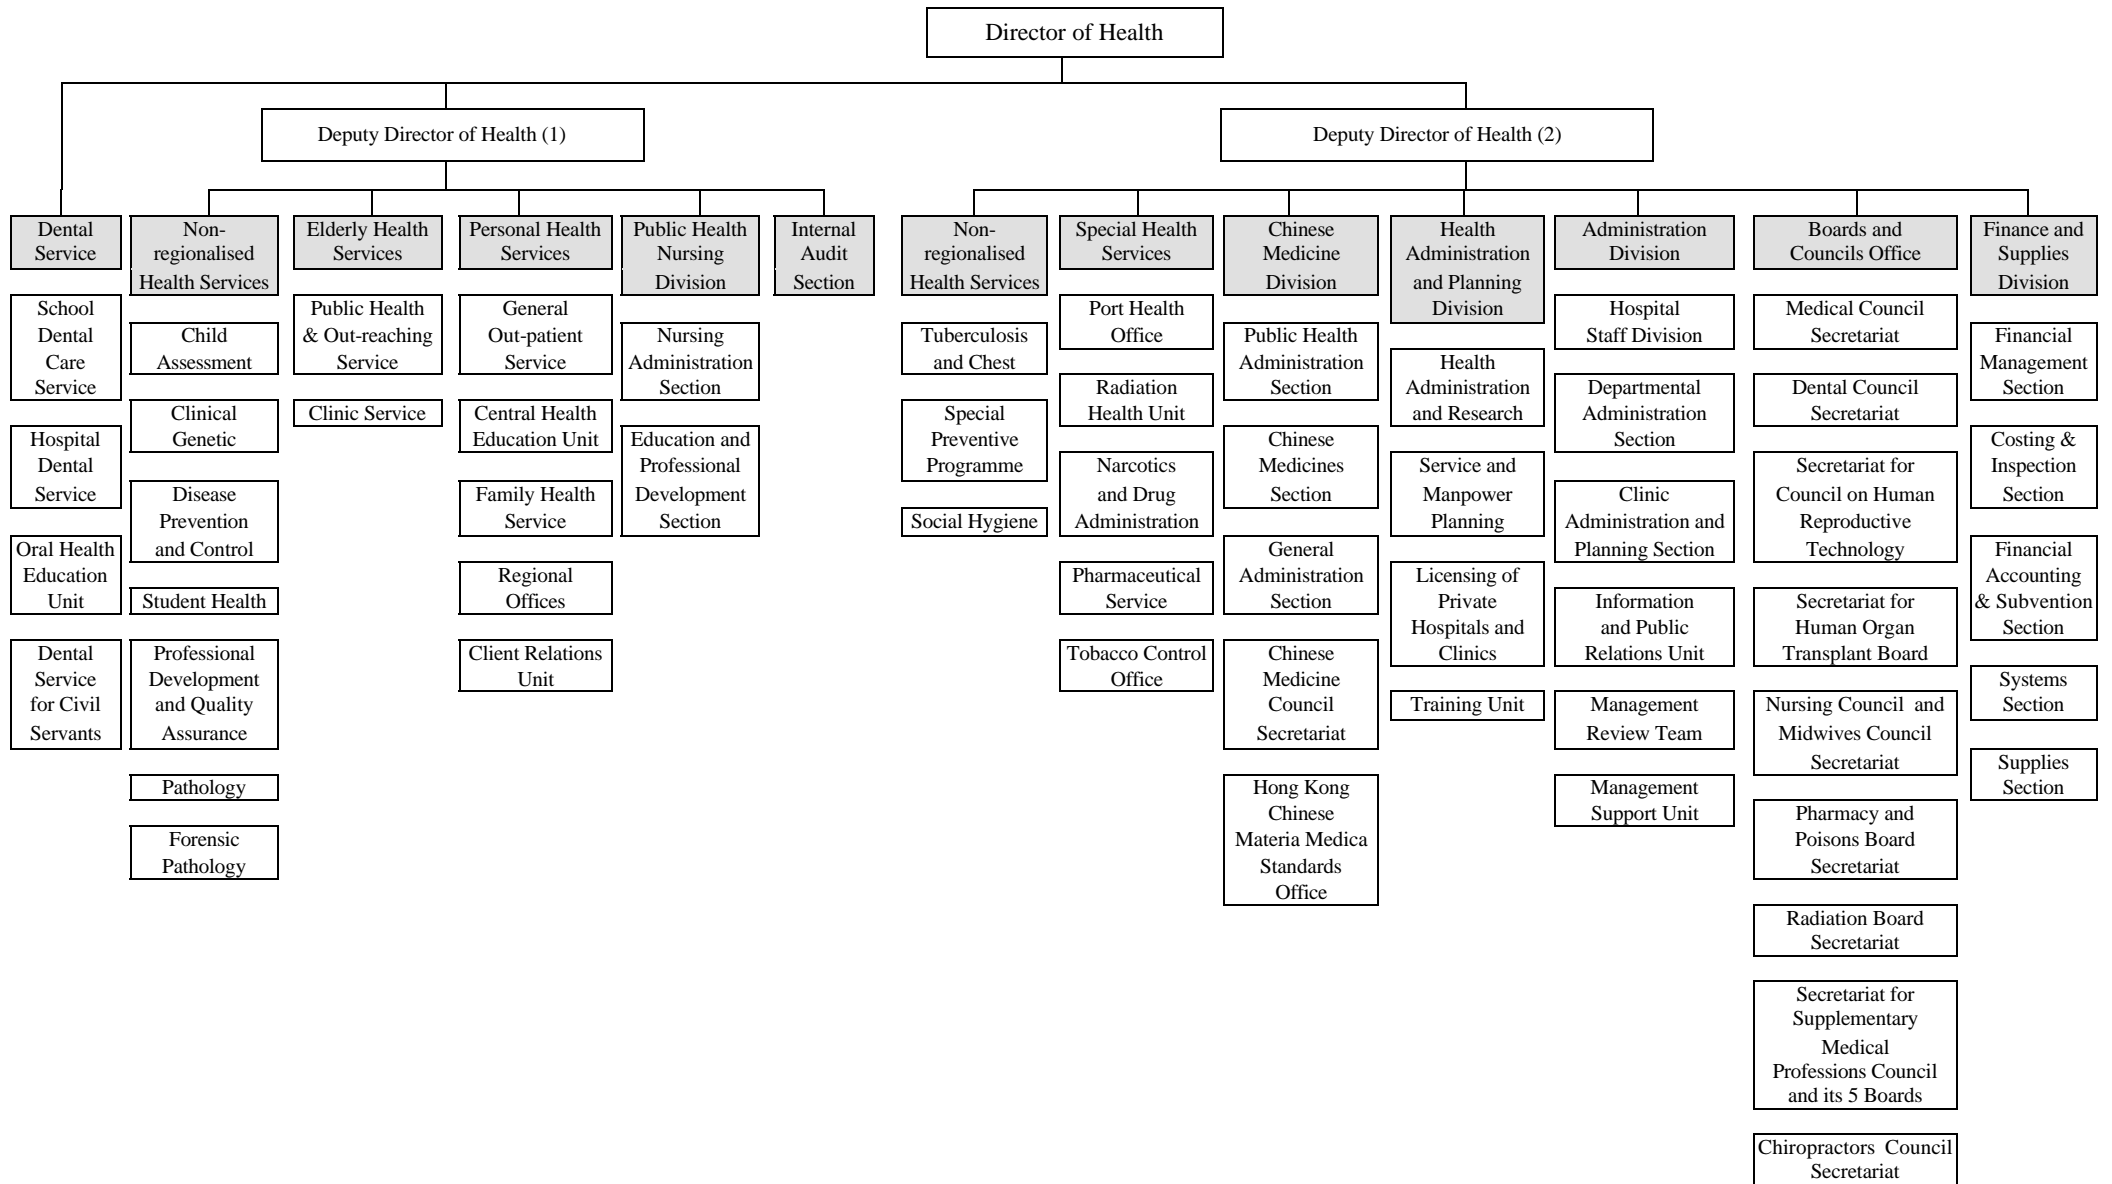 Director of Health
Deputy Director of Health (1)
Deputy Director of Health (2)
Dental
Service
School
Dental
Care
Service
Hospital
Dental
Service
Oral Health
Education
Unit
Dental
Service
for Civil
Servants
Non-
regionalised
Health Services
Child
Assessment
Clinical
Genetic
Disease
Prevention
and Control
Student Health
Professional
Development
and Quality
Assurance
Pathology
Forensic
Pathology
Elderly Health
Services
Public Health
& Out-reaching
Service
Clinic Service
Personal Health
Services
General
Out-patient
Service
Central Health
Education Unit
Family Health
Service
Regional
Offices
Client Relations
Unit
Public Health
Nursing
Division
Nursing
Administration
Section
Education and
Professional
Development
Section
Internal
Audit
Section
Non-
regionalised
Health Services
Tuberculosis
and Chest
Special
Preventive
Programme
Social Hygiene
Special Health
Services
Port Health
Office
Radiation
Health Unit
Narcotics
and Drug
Administration
Pharmaceutical
Service
Tobacco Control
Office
Chinese
Medicine
Division
Public Health
Administration
Section
Chinese
Medicines
Section
General
Administration
Section
Chinese
Medicine
Council
Secretariat
Hong Kong
Chinese
Materia Medica
Standards
Office
Health
Administration
and Planning
Division
Health
Administration
and Research
Service and
Manpower
Planning
Licensing of
Private
Hospitals and
Clinics
Training Unit
Administration
Division
Hospital
Staff Division
Departmental
Administration
Section
Clinic
Administration and
Planning Section
Information
and Public
Relations Unit
Management
Review Team
Management
Support Unit
Boards and
Councils Office
Medical Council
Secretariat
Dental Council
Secretariat
Secretariat for
Council on Human
Reproductive
Technology
Secretariat for
Human Organ
Transplant Board
Nursing Council and
Midwives Council
Secretariat
Pharmacy and
Poisons Board
Secretariat
Radiation Board
Secretariat
Secretariat for
Supplementary
Medical
Professions Council
and its 5 Boards
Chiropractors Council
Secretariat
Finance and
Supplies
Division
Financial
Management
Section
Costing &
Inspection
Section
Financial
Accounting
& Subvention
Section
Systems
Section
Supplies
Section